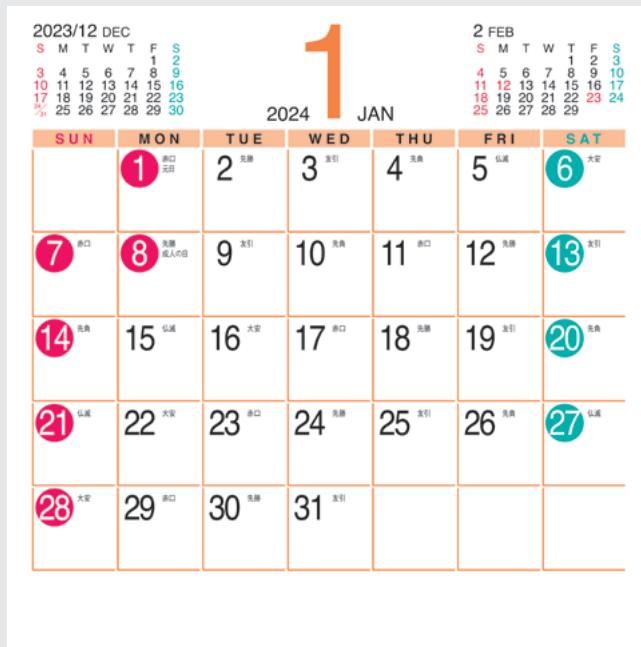 2023/12 DEC
S M T W T F S
1 2
3 4 5 6 7 8 9
10 11 12 13 14 15 16
17 18 19 20 21 22 23
24/31 25 26 27 28 29 30
1
2024 JAN
2 FEB
S M T W T F S
1 2 3
4 5 6 7 8 9 10
11 12 13 14 15 16 17
18 19 20 21 22 23 24
25 26 27 28 29
SUN MON TUE WED THU FRI SAT
1 赤口 元日 2 先勝 3 友引 4 先負 5 仏滅 6 大安
7 赤口 8 先勝 成人の日 9 友引 10 先負 11 赤口 12 先勝 13 友引
14 先負 15 仏滅 16 大安 17 赤口 18 先勝 19 友引 20 先負
21 仏滅 22 大安 23 赤口 24 先勝 25 友引 26 先負 27 仏滅
28 大安 29 赤口 30 先勝 31 友引